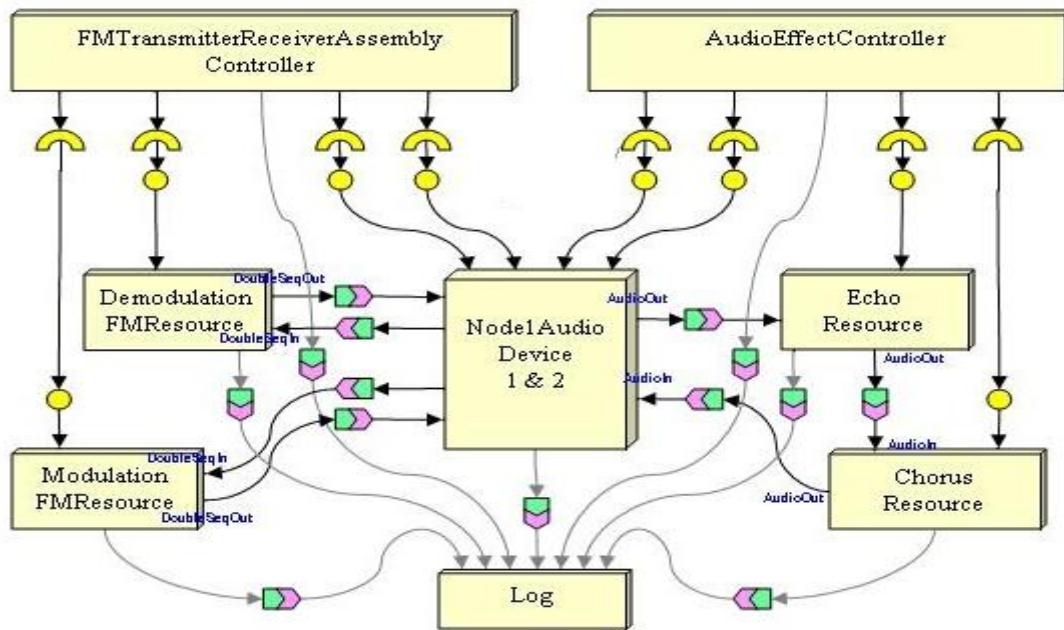 FMTransmitterReceiverAssembly
Controller
AudioEffectController
DoubleSeqOut
Demodulation
FMResource
DoubleSeqIn
Node1Audio
Device
1 & 2
AudioOut
Echo
Resource
AudioOut
AudioIn
DoubleSeqIn
Modulation
FMResource
DoubleSeqOut
AudioIn
Chorus
Resource
AudioOut
Log